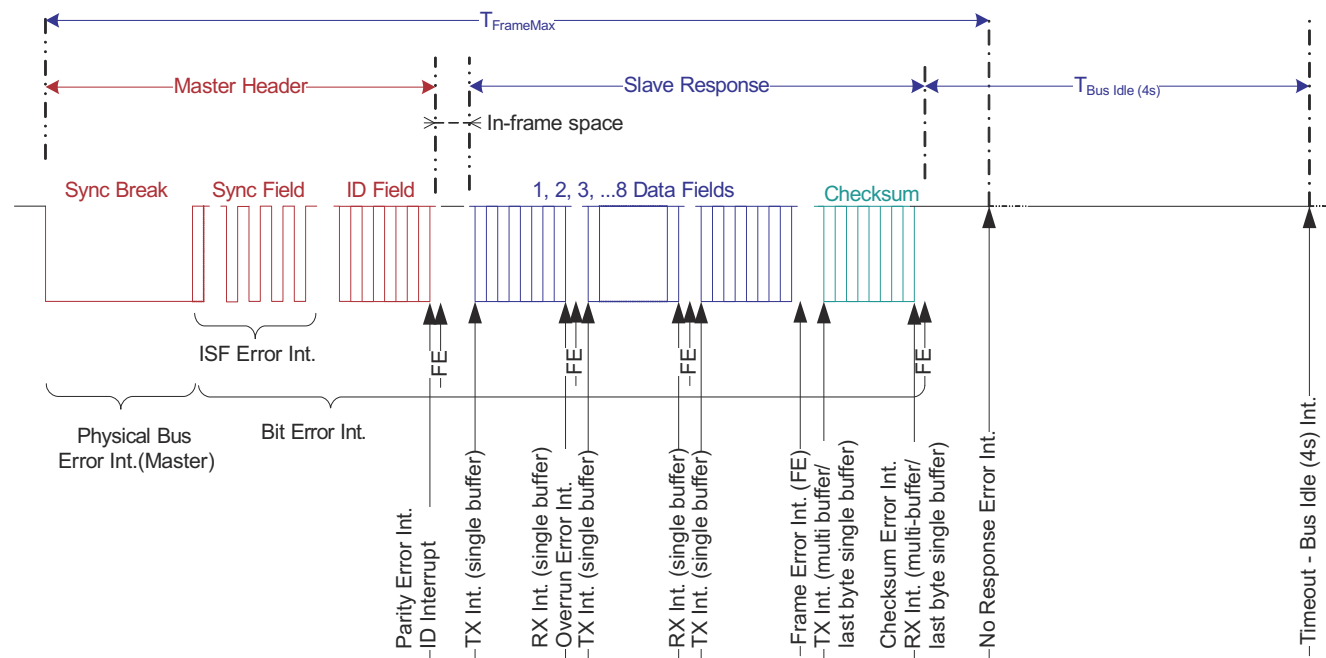 TFrameMax
Master Header
Slave Response
TBus Idle (4s)
In-frame space
Sync Break
Sync Field
ID Field
1, 2, 3, ...8 Data Fields
Checksum
ISF Error Int.
FE
FE
FE
FE
Physical Bus
Error Int.(Master)
Bit Error Int.
Parity Error Int.
ID Interrupt
TX Int. (single buffer)
RX Int. (single buffer)
Overrun Error Int.
TX Int. (single buffer)
RX Int. (single buffer)
TX Int. (single buffer)
Frame Error Int. (FE)
TX Int. (multi buffer/
last byte single buffer)
Checksum Error Int.
RX Int. (multi-buffer/
last byte single buffer)
No Response Error Int.
Timeout - Bus Idle (4s) Int.